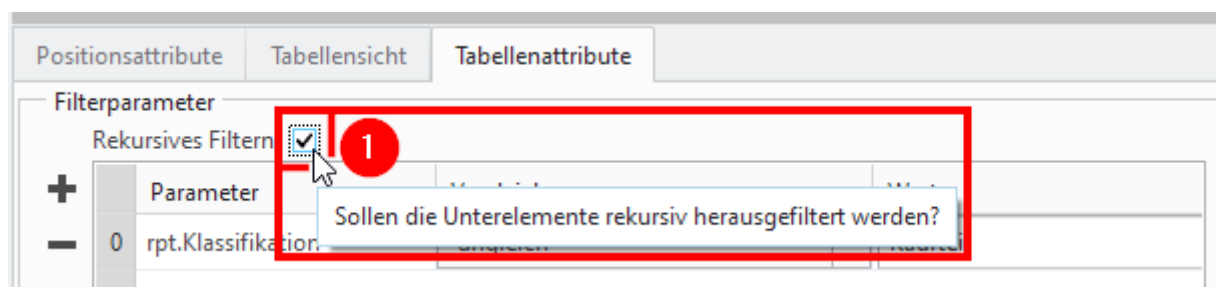 Positionsattribute Tabellensicht Tabellenattribute
Filterparameter
Rekursives Filtern 1
Parameter
Sollen die Unterelemente rekursiv herausgefiltert werden?
0 rpt.Klassifikation